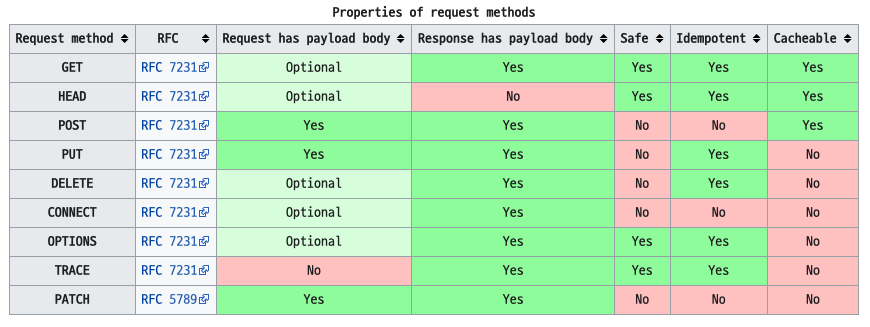 Properties of request methods
Request method RFC Request has payload body Response has payload body Safe Idempotent Cacheable
GET RFC 7231 Optional Yes Yes Yes Yes
HEAD RFC 7231 Optional No Yes Yes Yes
POST RFC 7231 Yes Yes No No Yes
PUT RFC 7231 Yes Yes No Yes No
DELETE RFC 7231 Optional Yes No Yes No
CONNECT RFC 7231 Optional Yes No No No
OPTIONS RFC 7231 Optional Yes Yes Yes No
TRACE RFC 7231 No Yes Yes Yes No
PATCH RFC 5789 Yes Yes No No No